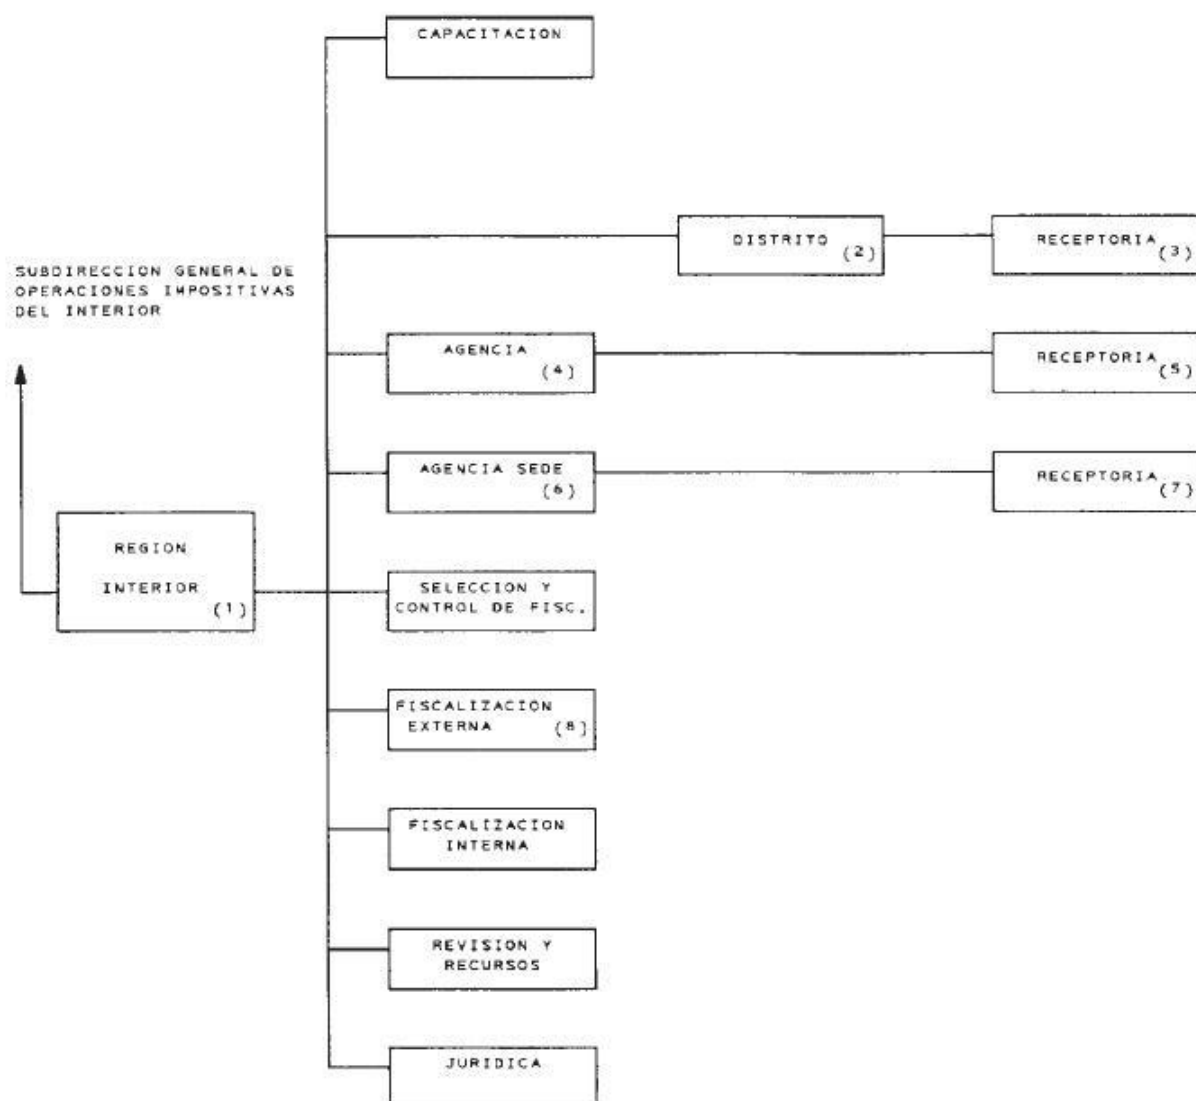 CAPACITACION
DISTRITO (2)
RECEPTORIA (3)
SUBDIRECCION GENERAL DE
OPERACIONES IMPOSITIVAS
DEL INTERIOR
AGENCIA (4)
RECEPTORIA (5)
AGENCIA SEDE (6)
RECEPTORIA (7)
REGION
INTERIOR (1)
SELECCION Y
CONTROL DE FISC.
FISCALIZACION
EXTERNA (8)
FISCALIZACION
INTERNA
REVISION Y
RECURSOS
JURIDICA